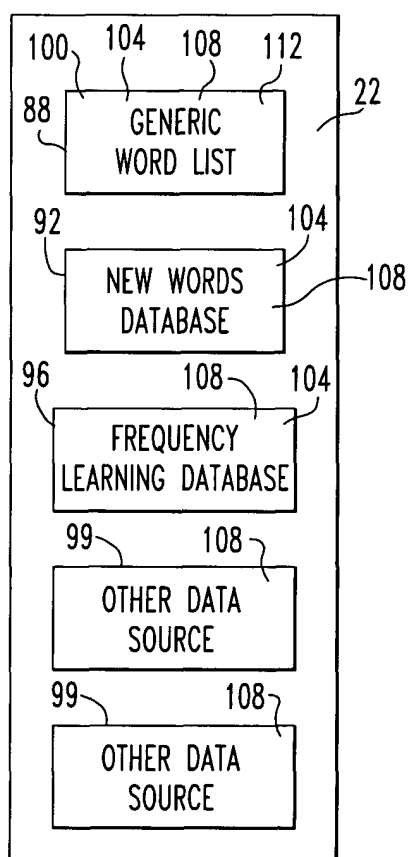 100 104 108 112
88 22
GENERIC
WORD LIST
92 104
NEW WORDS
DATABASE
108
96 108 104
FREQUENCY
LEARNING DATABASE
99 108
OTHER DATA
SOURCE
99 108
OTHER DATA
SOURCE